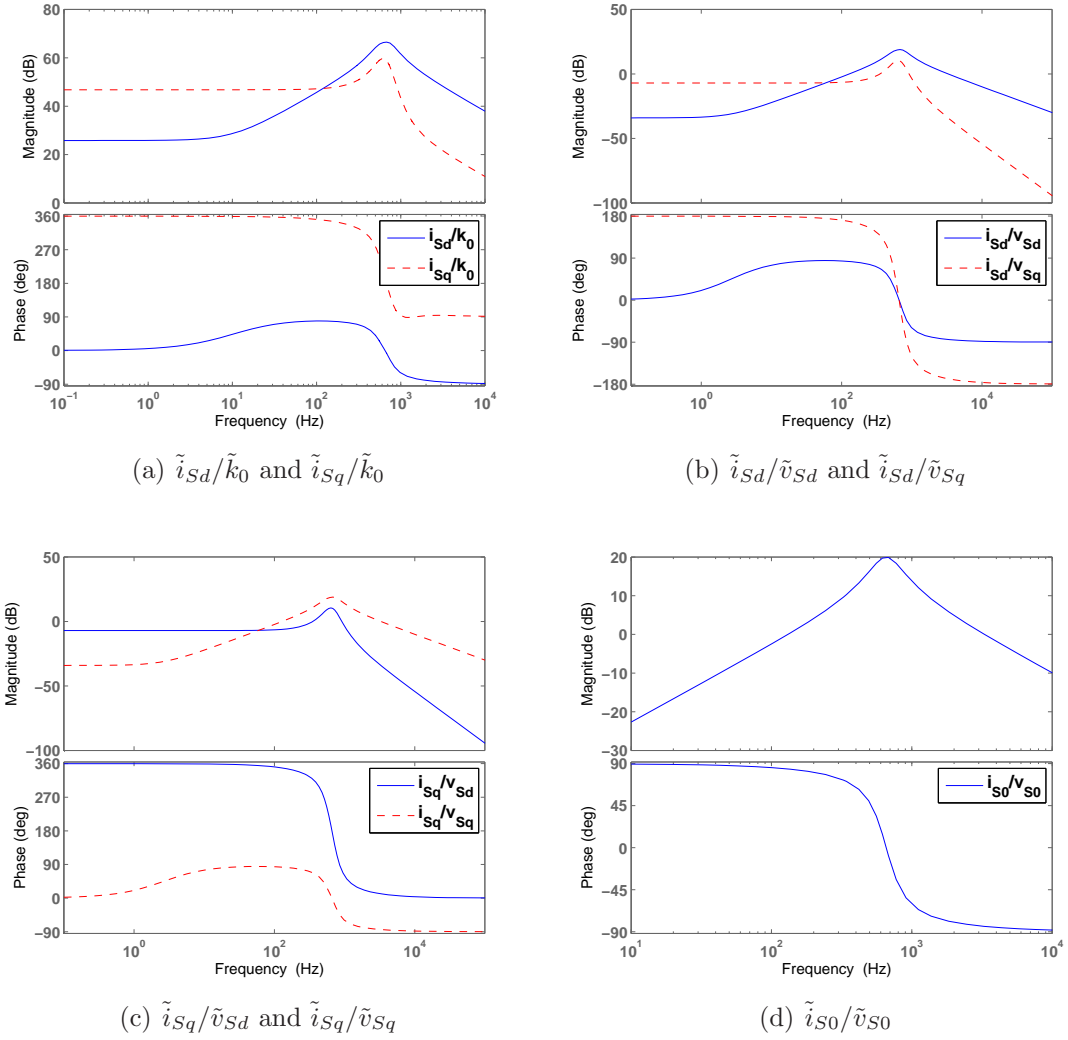 80
60
40
20
0
Magnitude (dB)
360
270
180
90
0
−90
Phase (deg)
i_Sd/k_0
i_Sq/k_0
10^−1 10^0 10^1 10^2 10^3 10^4
Frequency (Hz)
(a) ĩ_Sd/k̃_0 and ĩ_Sq/k̃_0
50
0
−50
−100
Magnitude (dB)
180
90
0
−90
−180
Phase (deg)
i_Sd/v_Sd
i_Sd/v_Sq
10^0 10^2 10^4
Frequency (Hz)
(b) ĩ_Sd/ṽ_Sd and ĩ_Sd/ṽ_Sq
50
0
−50
−100
Magnitude (dB)
360
270
180
90
0
−90
Phase (deg)
i_Sq/v_Sd
i_Sq/v_Sq
10^0 10^2 10^4
Frequency (Hz)
(c) ĩ_Sq/ṽ_Sd and ĩ_Sq/ṽ_Sq
20
10
0
−10
−20
−30
Magnitude (dB)
90
45
0
−45
−90
Phase (deg)
i_S0/v_S0
10^1 10^2 10^3 10^4
Frequency (Hz)
(d) ĩ_S0/ṽ_S0